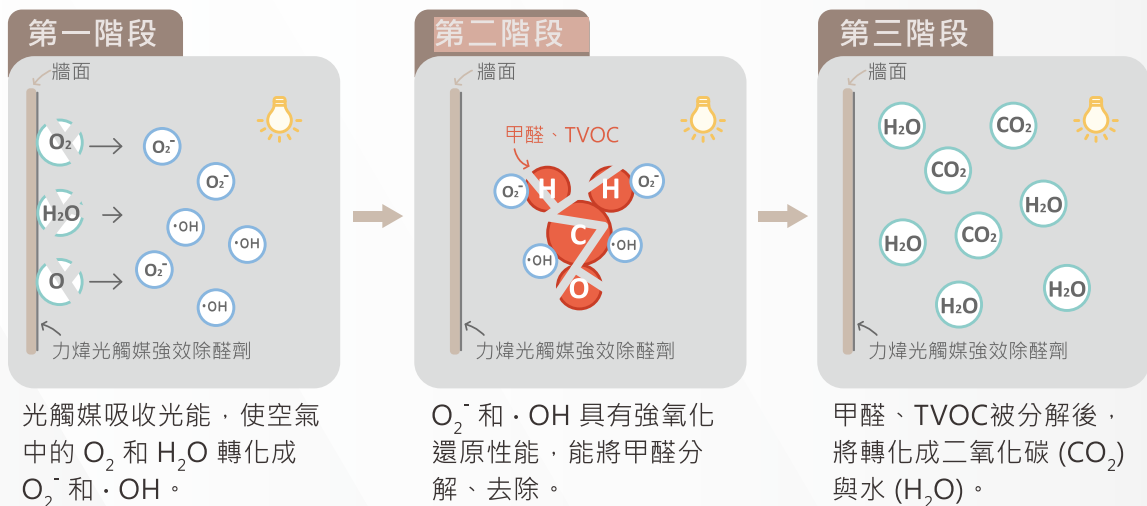 第一階段
牆面
O₂
O₂⁻
O₂⁻
H₂O
·OH
·OH
O
O₂⁻
·OH
力煒光觸媒強效除醛劑
光觸媒吸收光能，使空氣
中的 O₂ 和 H₂O 轉化成
O₂⁻ 和·OH。
第二階段
牆面
甲醛、TVOC
O₂⁻
H
H
O₂⁻
C
·OH
·OH
O
力煒光觸媒強效除醛劑
O₂⁻ 和·OH 具有強氧化
還原性能，能將甲醛分
解、去除。
第三階段
牆面
H₂O
CO₂
CO₂
H₂O
H₂O
CO₂
H₂O
H₂O
力煒光觸媒強效除醛劑
甲醛、TVOC被分解後，
將轉化成二氧化碳 (CO₂)
與水 (H₂O)。